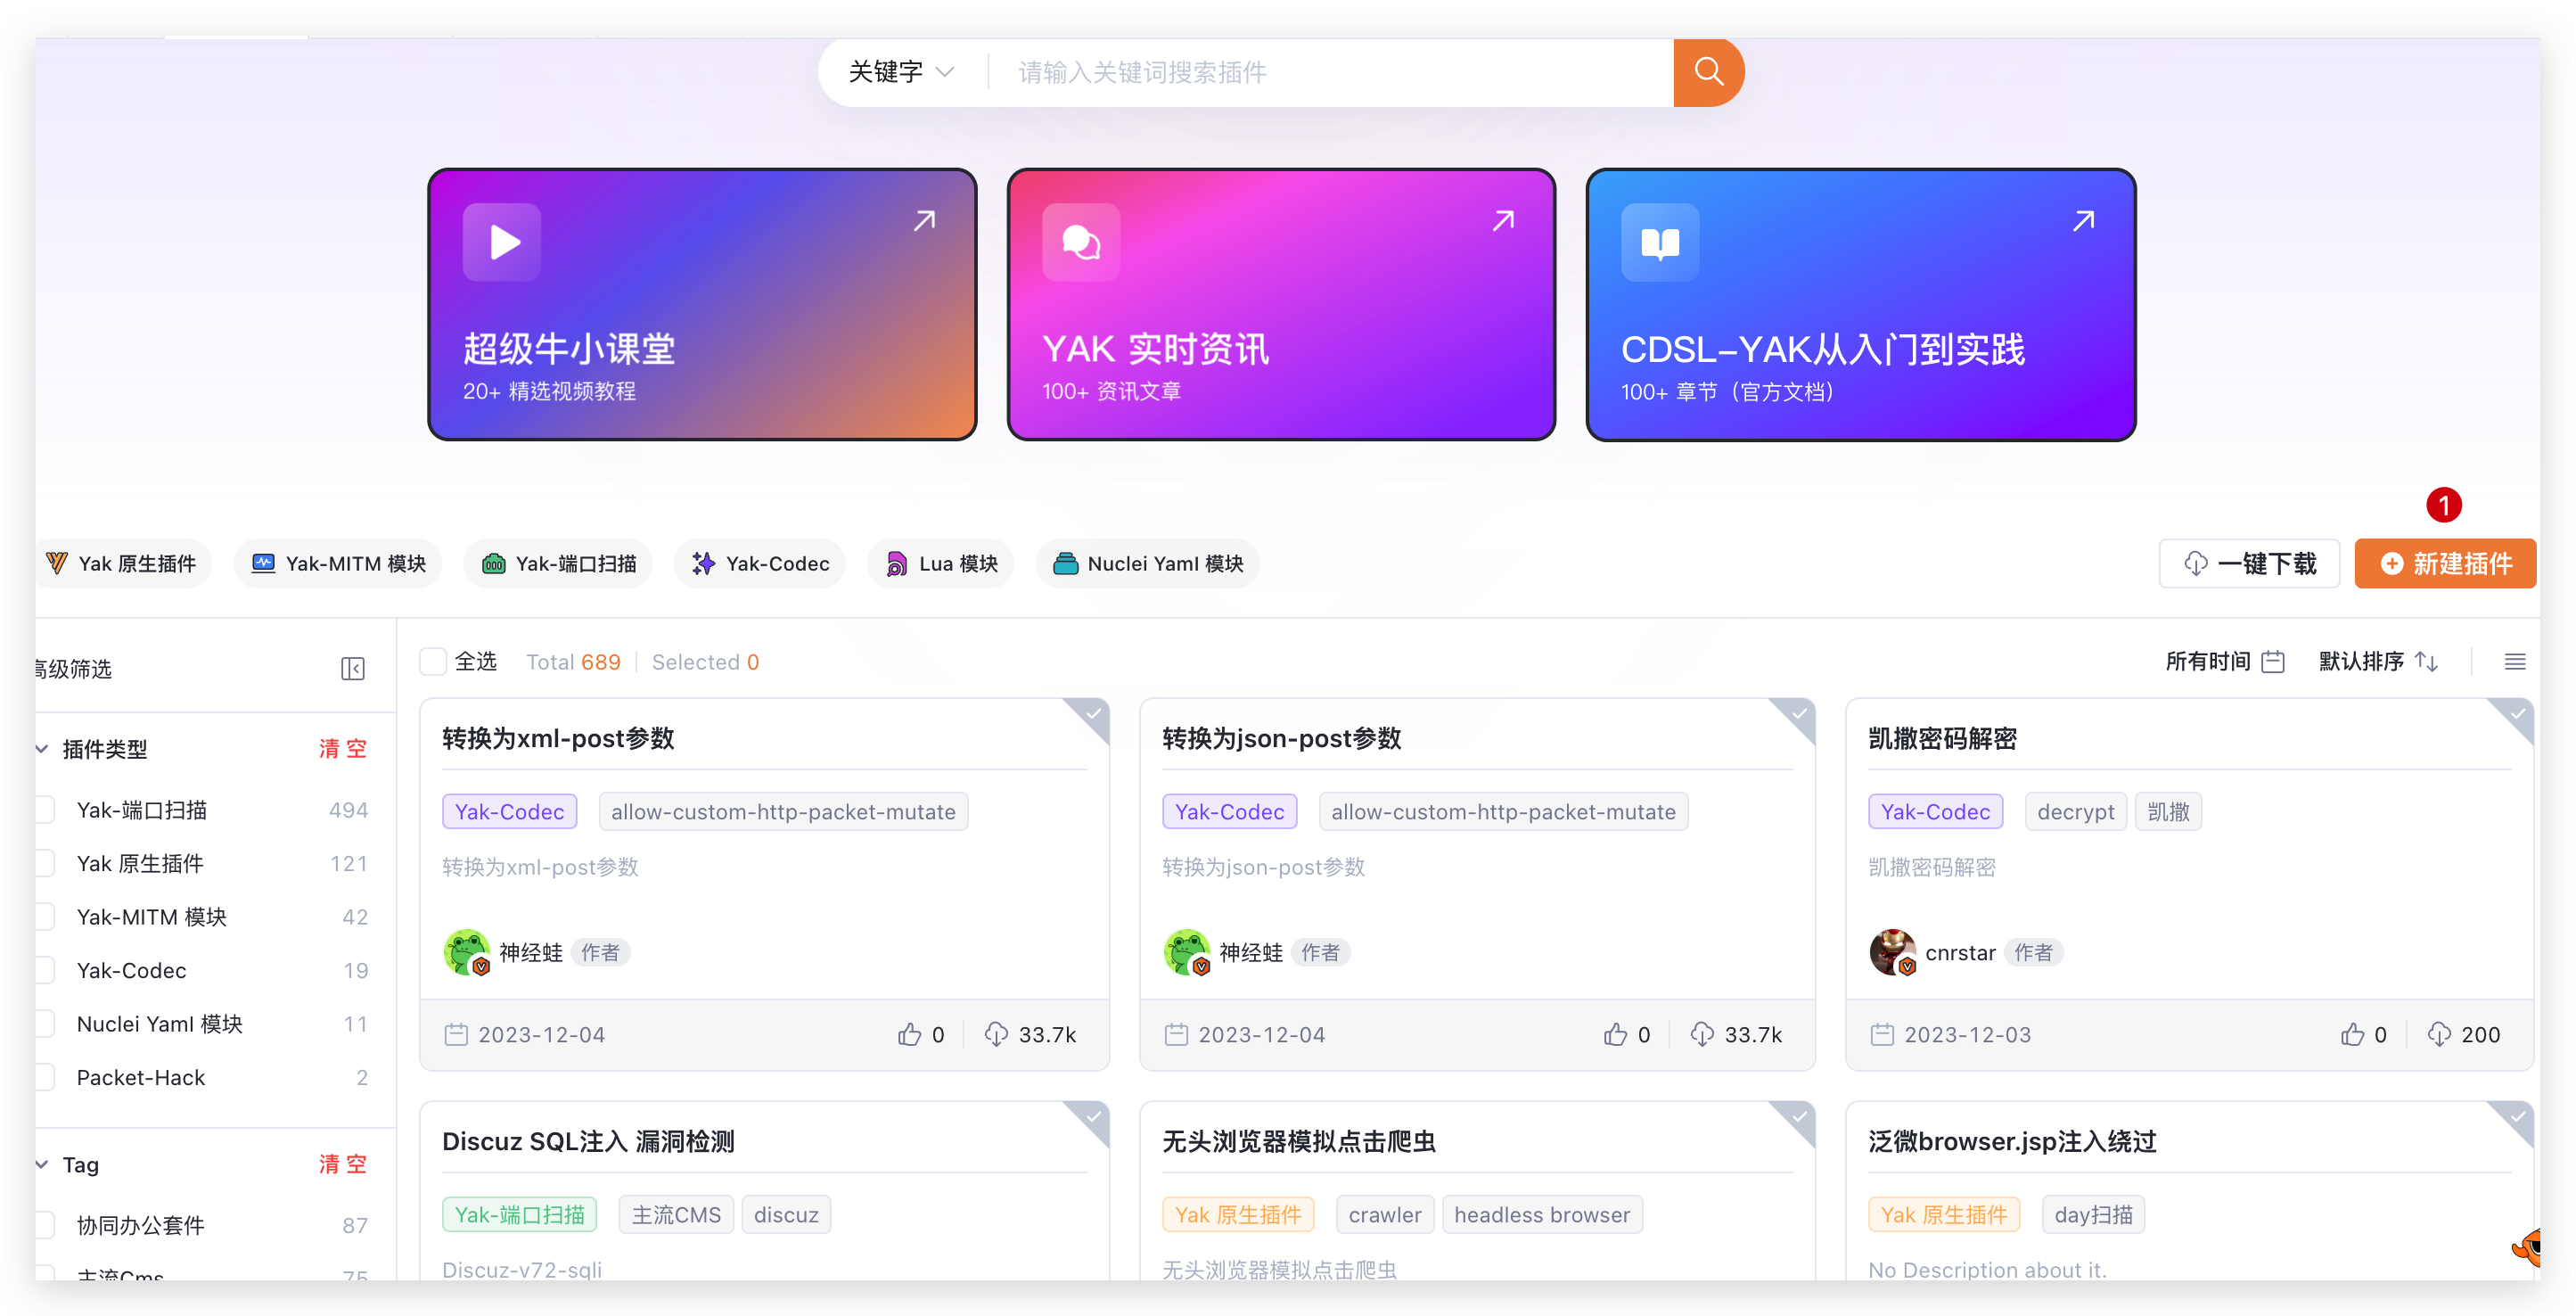 关键字 请输入关键词搜索插件
超级牛小课堂
20+ 精选视频教程
YAK 实时资讯
100+ 资讯文章
CDSL-YAK从入门到实践
100+ 章节（官方文档）
1
Yak 原生插件 Yak-MITM 模块 Yak-端口扫描 Yak-Codec Lua 模块 Nuclei Yaml 模块 一键下载 新建插件
高级筛选
插件类型 清 空
Yak-端口扫描 494
Yak 原生插件 121
Yak-MITM 模块 42
Yak-Codec 19
Nuclei Yaml 模块 11
Packet-Hack 2
Tag 清 空
协同办公套件 87
主流Cms 75
全选 Total 689 Selected 0 所有时间 默认排序
转换为xml-post参数
Yak-Codec allow-custom-http-packet-mutate
转换为xml-post参数
神经蛙 作者
2023-12-04 0 33.7k
转换为json-post参数
Yak-Codec allow-custom-http-packet-mutate
转换为json-post参数
神经蛙 作者
2023-12-04 0 33.7k
凯撒密码解密
Yak-Codec decrypt 凯撒
凯撒密码解密
cnrstar 作者
2023-12-03 0 200
Discuz SQL注入 漏洞检测
Yak-端口扫描 主流CMS discuz
Discuz-v72-sqli
无头浏览器模拟点击爬虫
Yak 原生插件 crawler headless browser
无头浏览器模拟点击爬虫
泛微browser.jsp注入绕过
Yak 原生插件 day扫描
No Description about it.